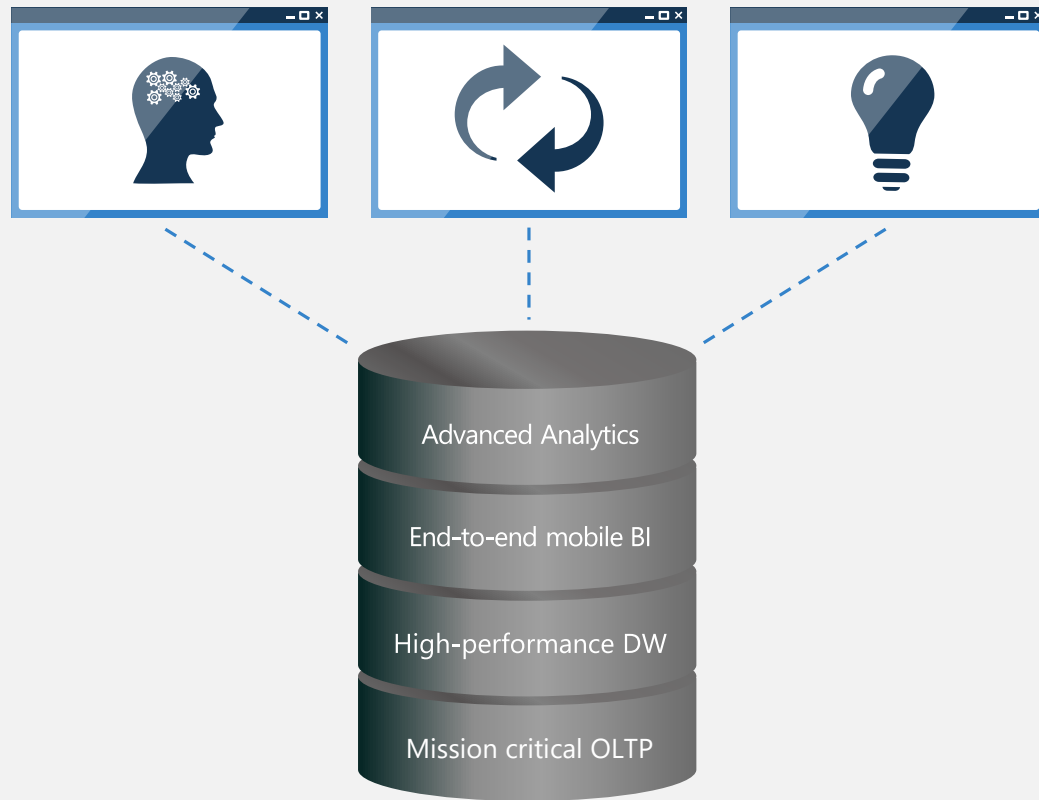 Advanced Analytics
End-to-end mobile BI
High-performance DW
Mission critical OLTP